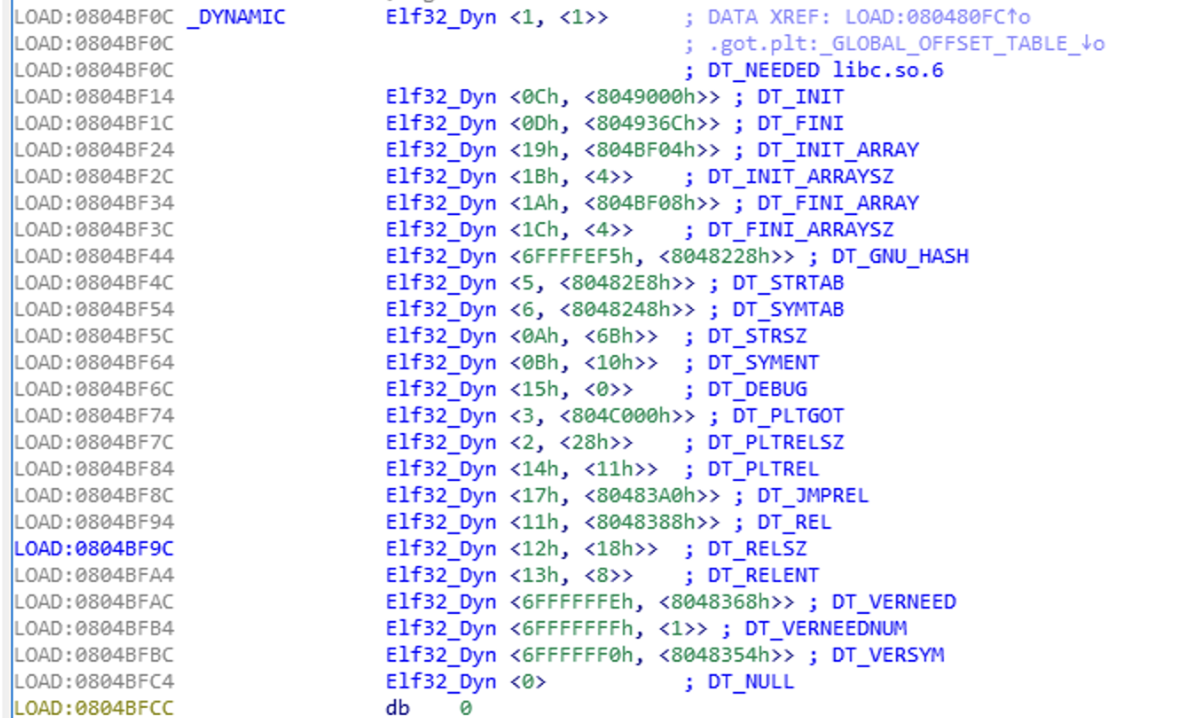 LOAD:0804BF0C _DYNAMIC Elf32_Dyn <1, <1>> ; DATA XREF: LOAD:080480FC↑o
LOAD:0804BF0C ; .got.plt:_GLOBAL_OFFSET_TABLE_↓o
LOAD:0804BF0C ; DT_NEEDED libc.so.6
LOAD:0804BF14 Elf32_Dyn <0Ch, <8049000h>> ; DT_INIT
LOAD:0804BF1C Elf32_Dyn <0Dh, <804936Ch>> ; DT_FINI
LOAD:0804BF24 Elf32_Dyn <19h, <804BF04h>> ; DT_INIT_ARRAY
LOAD:0804BF2C Elf32_Dyn <1Bh, <4>> ; DT_INIT_ARRAYSZ
LOAD:0804BF34 Elf32_Dyn <1Ah, <804BF08h>> ; DT_FINI_ARRAY
LOAD:0804BF3C Elf32_Dyn <1Ch, <4>> ; DT_FINI_ARRAYSZ
LOAD:0804BF44 Elf32_Dyn <6FFFFEF5h, <8048228h>> ; DT_GNU_HASH
LOAD:0804BF4C Elf32_Dyn <5, <80482E8h>> ; DT_STRTAB
LOAD:0804BF54 Elf32_Dyn <6, <8048248h>> ; DT_SYMTAB
LOAD:0804BF5C Elf32_Dyn <0Ah, <6Bh>> ; DT_STRSZ
LOAD:0804BF64 Elf32_Dyn <0Bh, <10h>> ; DT_SYMENT
LOAD:0804BF6C Elf32_Dyn <15h, <0>> ; DT_DEBUG
LOAD:0804BF74 Elf32_Dyn <3, <804C000h>> ; DT_PLTGOT
LOAD:0804BF7C Elf32_Dyn <2, <28h>> ; DT_PLTRELSZ
LOAD:0804BF84 Elf32_Dyn <14h, <11h>> ; DT_PLTREL
LOAD:0804BF8C Elf32_Dyn <17h, <80483A0h>> ; DT_JMPREL
LOAD:0804BF94 Elf32_Dyn <11h, <8048388h>> ; DT_REL
LOAD:0804BF9C Elf32_Dyn <12h, <18h>> ; DT_RELSZ
LOAD:0804BFA4 Elf32_Dyn <13h, <8>> ; DT_RELENT
LOAD:0804BFAC Elf32_Dyn <6FFFFFFEh, <8048368h>> ; DT_VERNEED
LOAD:0804BFB4 Elf32_Dyn <6FFFFFFFh, <1>> ; DT_VERNEEDNUM
LOAD:0804BFBC Elf32_Dyn <6FFFFFF0h, <8048354h>> ; DT_VERSYM
LOAD:0804BFC4 Elf32_Dyn <0> ; DT_NULL
LOAD:0804BFCC db 0